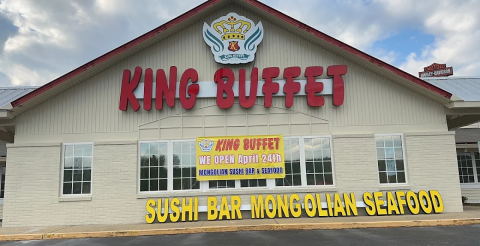 KING BUFFET
KING BUFFET
WE OPEN April 24th
MONGOLIAN SUSHI BAR & SEAFOOD
SUSHI BAR MONGOLIAN SEAFOOD